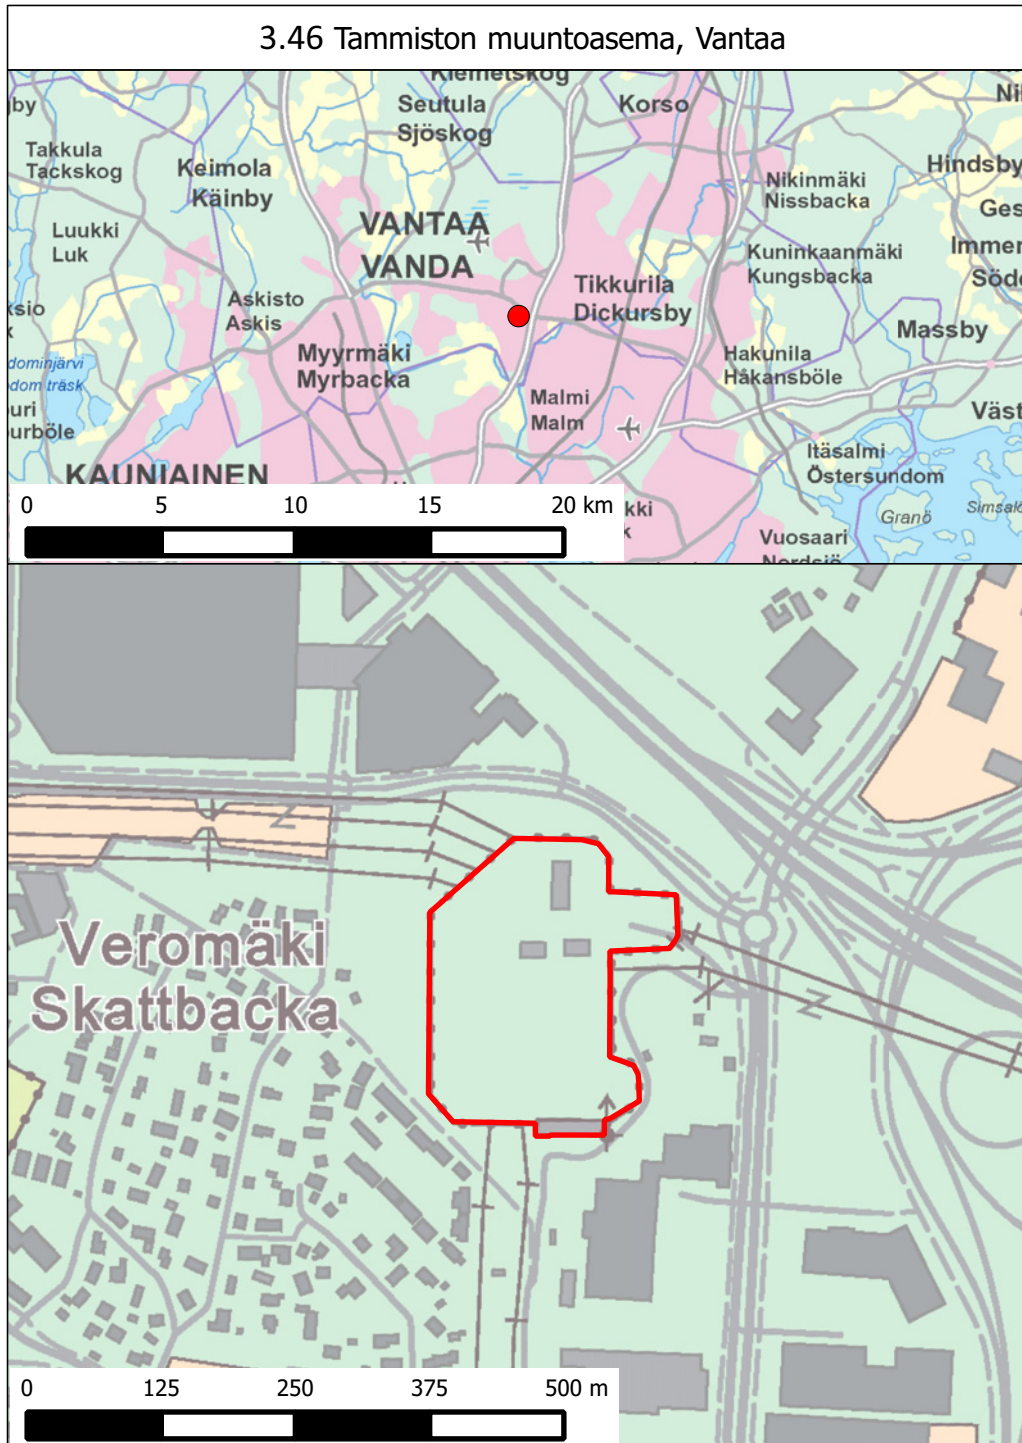 3.46 Tammiston muuntoasema, Vantaa
Klemetskog
Seutula
Sjöskog
Korso
Takkula
Tackskog
Keimola
Käinby
Hindsby
Nikinmäki
Nissbacka
Luukki
Luk
VANTAA
VANDA
Kuninkaanmäki
Kungsbacka
Tikkurila
Dickursby
Askisto
Askis
Massby
Myyrmäki
Myrbacka
Hakunila
Håkansböle
Malmi
Malm
Itäsalmi
Östersundom
KAUNIAINEN
Granö
Vuosaari
Nordsjö
0 5 10 15 20 km
Veromäki
Skattbacka
0 125 250 375 500 m